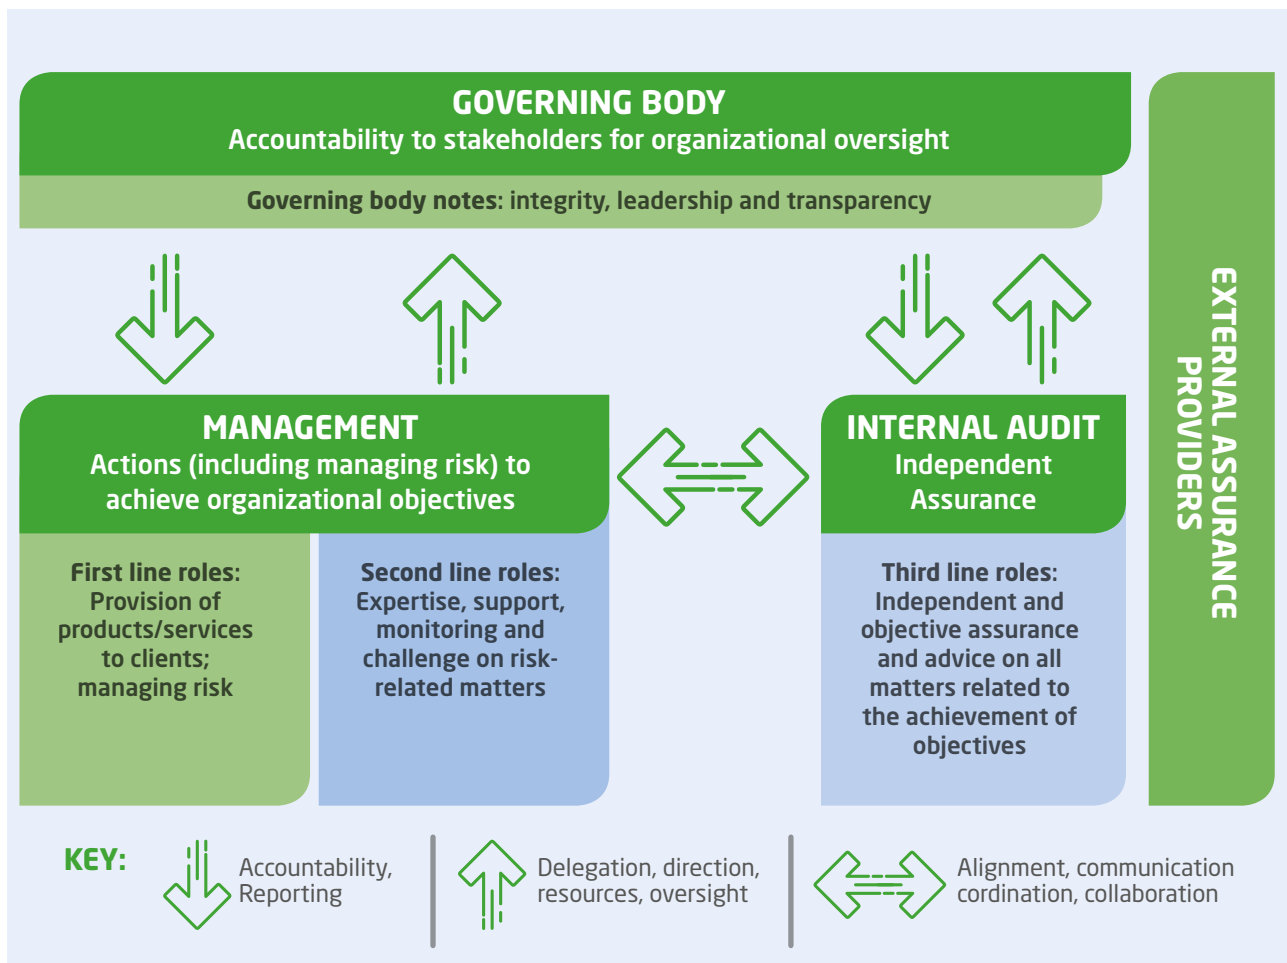 GOVERNING BODY
Accountability to stakeholders for organizational oversight
Governing body notes: integrity, leadership and transparency
MANAGEMENT
Actions (including managing risk) to
achieve organizational objectives
First line roles:
Provision of
products/services
to clients;
managing risk
Second line roles:
Expertise, support,
monitoring and
challenge on risk-
related matters
INTERNAL AUDIT
Independent
Assurance
Third line roles:
Independent and
objective assurance
and advice on all
matters related to
the achievement of
objectives
EXTERNAL ASSURANCE
PROVIDERS
KEY:
Accountability,
Reporting
Delegation, direction,
resources, oversight
Alignment, communication
cordination, collaboration